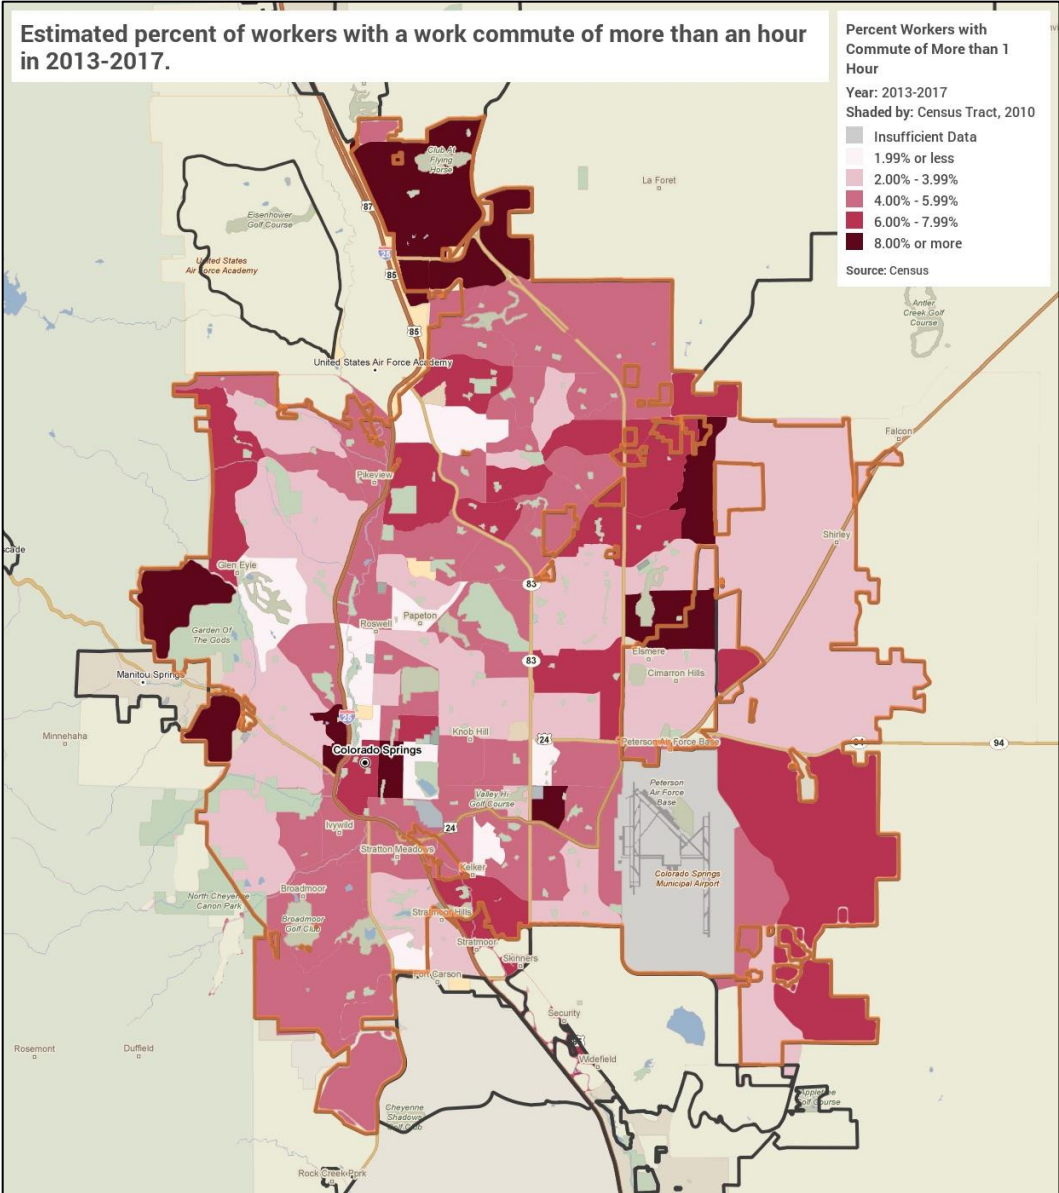 Estimated percent of workers with a work commute of more than an hour
in 2013-2017.
Percent Workers with
Commute of More than 1
Hour
Year: 2013-2017
Shaded by: Census Tract, 2010
Insufficient Data
1.99% or less
2.00% - 3.99%
4.00% - 5.99%
6.00% - 7.99%
8.00% or more
Source: Census
Club At
Flying
Horse
La Foret
87
Eisenhower
Golf Course
25
United States
Air Force Academy
85
Antler
Creek Golf
Course
85
United States Air Force Academy
Falcon
Pikeview
Shirley
cade
Glen Eyie
83
Papeton
Roswell
Garden Of
The Gods
Elsmere
83
Manitou Springs
Cimarron Hills
25
Minnehaha
Knob Hill
24
Peterson Air Force Base
94
Colorado Springs
Peterson
Air Force
Base
Valley Hi
Golf Course
Ivywild
24
Stratton Meadows
Kelker
Colorado Springs
Municipal Airport
Broadmoor
North Cheyenne
Canon Park
Broadmoor
Golf Club
Stratmoor Hills
Stratmoor
Skinners
Fort Carson
Security
Rosemont
Duffield
Widefield
Cheyenne
Shadows
Golf Club
Rock Creek Park